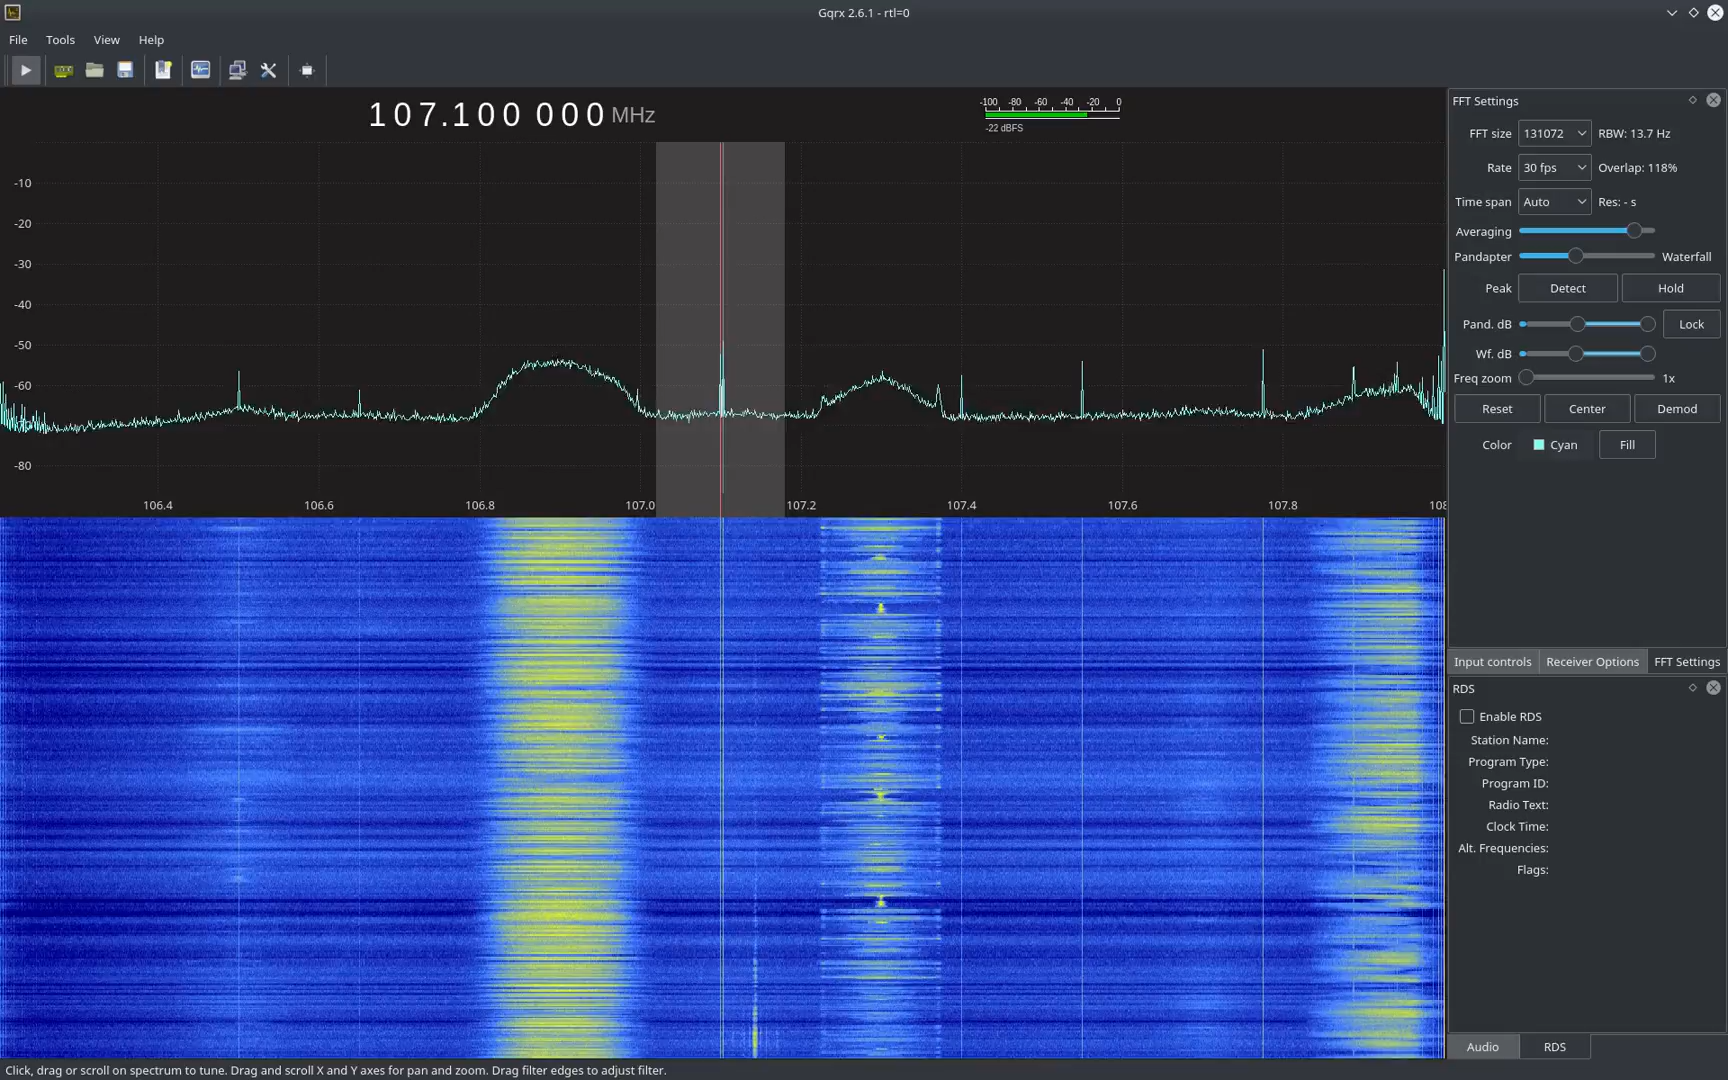 Gqrx 2.6.1 - rtl=0
File Tools View Help
107.100 000 MHz
-100 -80 -60 -40 -20 0
-22 dBFS
-10
-20
-30
-40
-50
-60
-80
106.4 106.6 106.8 107.0 107.2 107.4 107.6 107.8 108
FFT Settings
FFT size 131072 RBW: 13.7 Hz
Rate 30 fps Overlap: 118%
Time span Auto Res: - s
Averaging
Pandapter Waterfall
Peak Detect Hold
Pand. dB Lock
Wf. dB
Freq zoom 1x
Reset Center Demod
Color Cyan Fill
Input controls Receiver Options FFT Settings
RDS
Enable RDS
Station Name:
Program Type:
Program ID:
Radio Text:
Clock Time:
Alt. Frequencies:
Flags:
Audio RDS
Click, drag or scroll on spectrum to tune. Drag and scroll X and Y axes for pan and zoom. Drag filter edges to adjust filter.